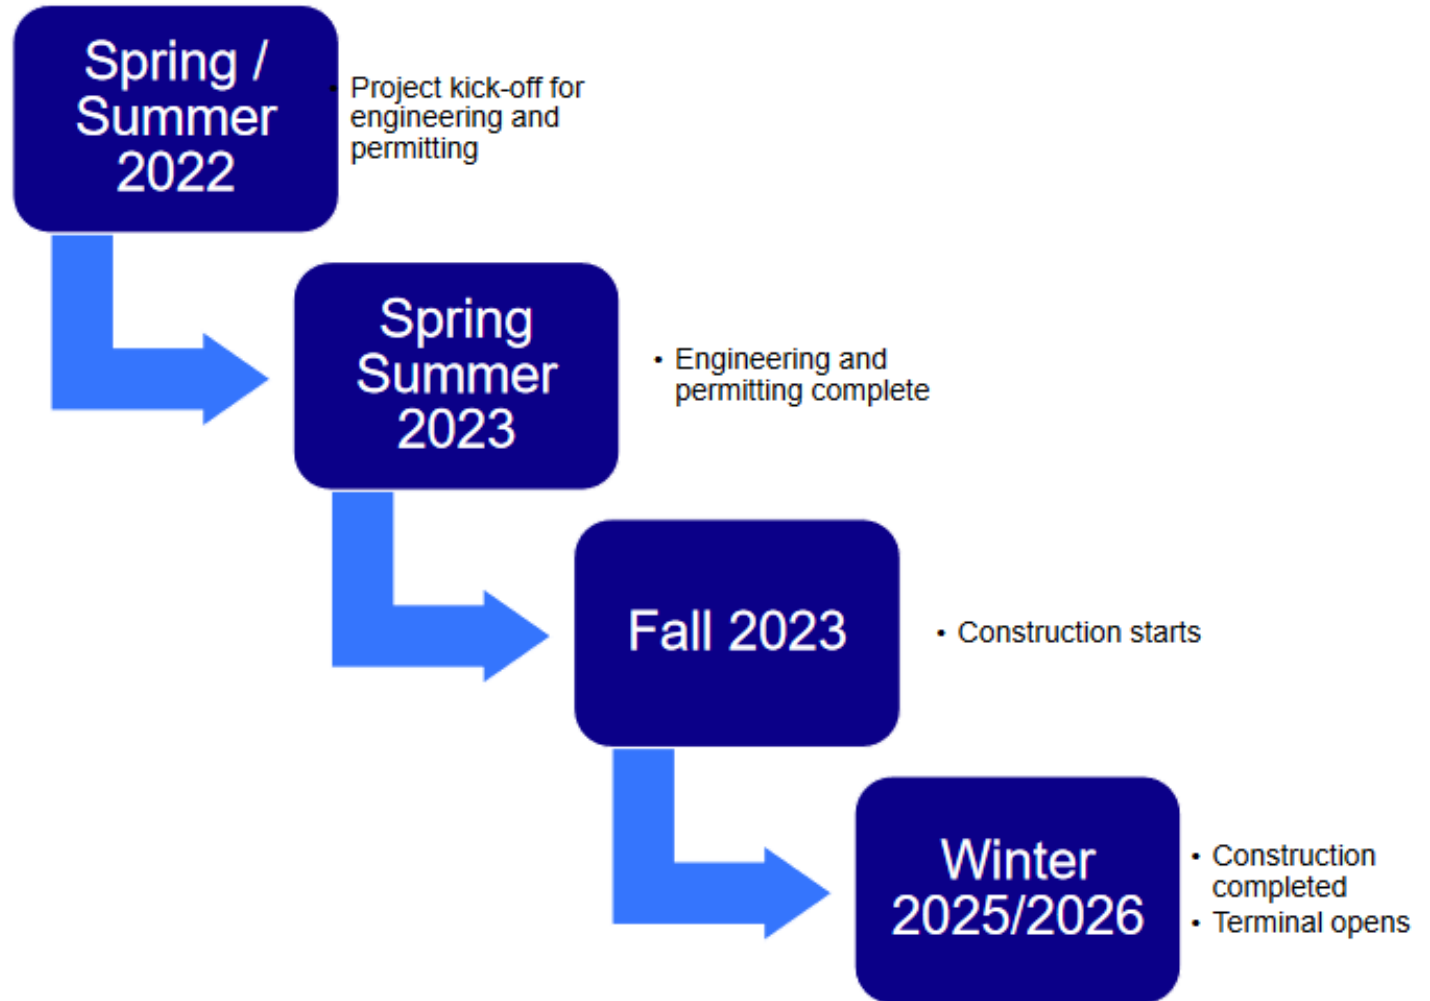 Spring /
Summer
2022
• Project kick-off for
engineering and
permitting
Spring
Summer
2023
• Engineering and
permitting complete
Fall 2023
• Construction starts
Winter
2025/2026
• Construction
completed
• Terminal opens